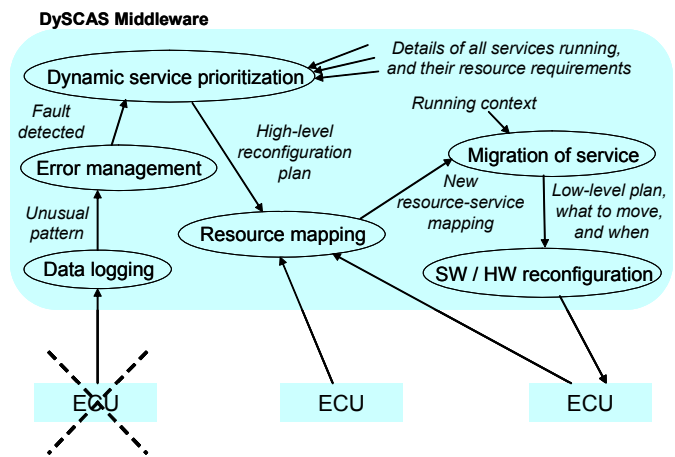 DySCAS Middleware
Details of all services running,
and their resource requirements
Dynamic service prioritization
Fault
detected
Running context
High-level
reconfiguration
plan
Error management
Migration of service
Unusual
pattern
New
resource-service
mapping
Low-level plan,
what to move,
and when
Resource mapping
Data logging
SW / HW reconfiguration
ECU
ECU
ECU